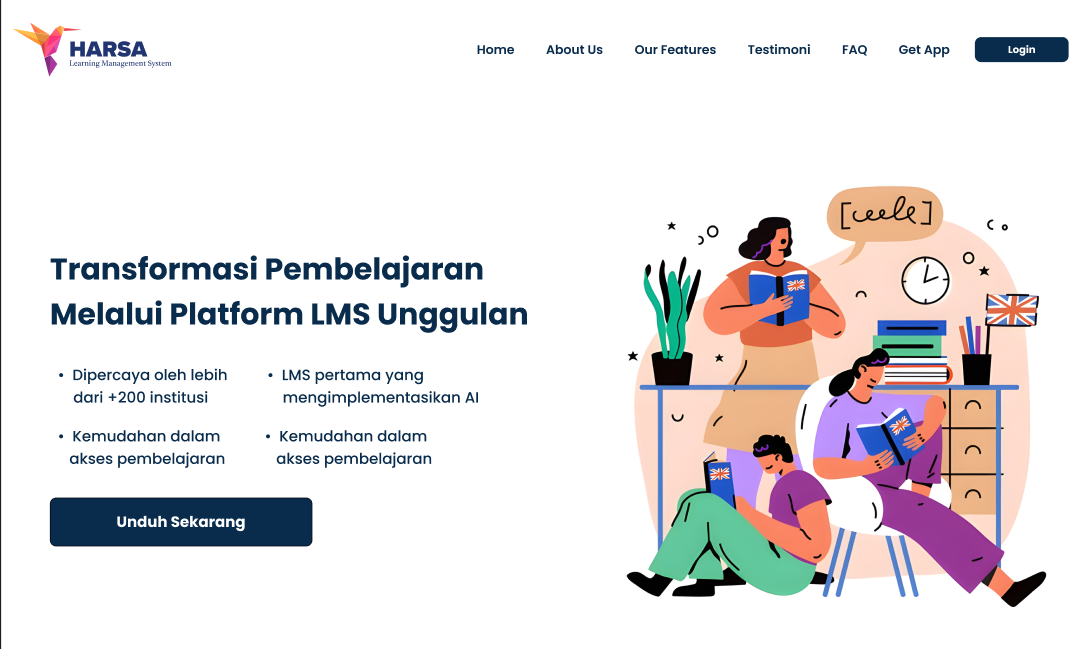 HARSA
Learning Management System
Home About Us Our Features Testimoni FAQ Get App Login
Transformasi Pembelajaran
Melalui Platform LMS Unggulan
• Dipercaya oleh lebih
dari +200 institusi
• LMS pertama yang
mengimplementasikan AI
• Kemudahan dalam
akses pembelajaran
• Kemudahan dalam
akses pembelajaran
Unduh Sekarang